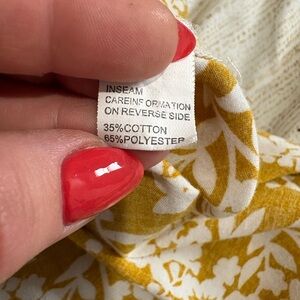 INSEAM
CAREINFORMATION
ON REVERSE SIDE
35%COTTON
65%POLYESTER